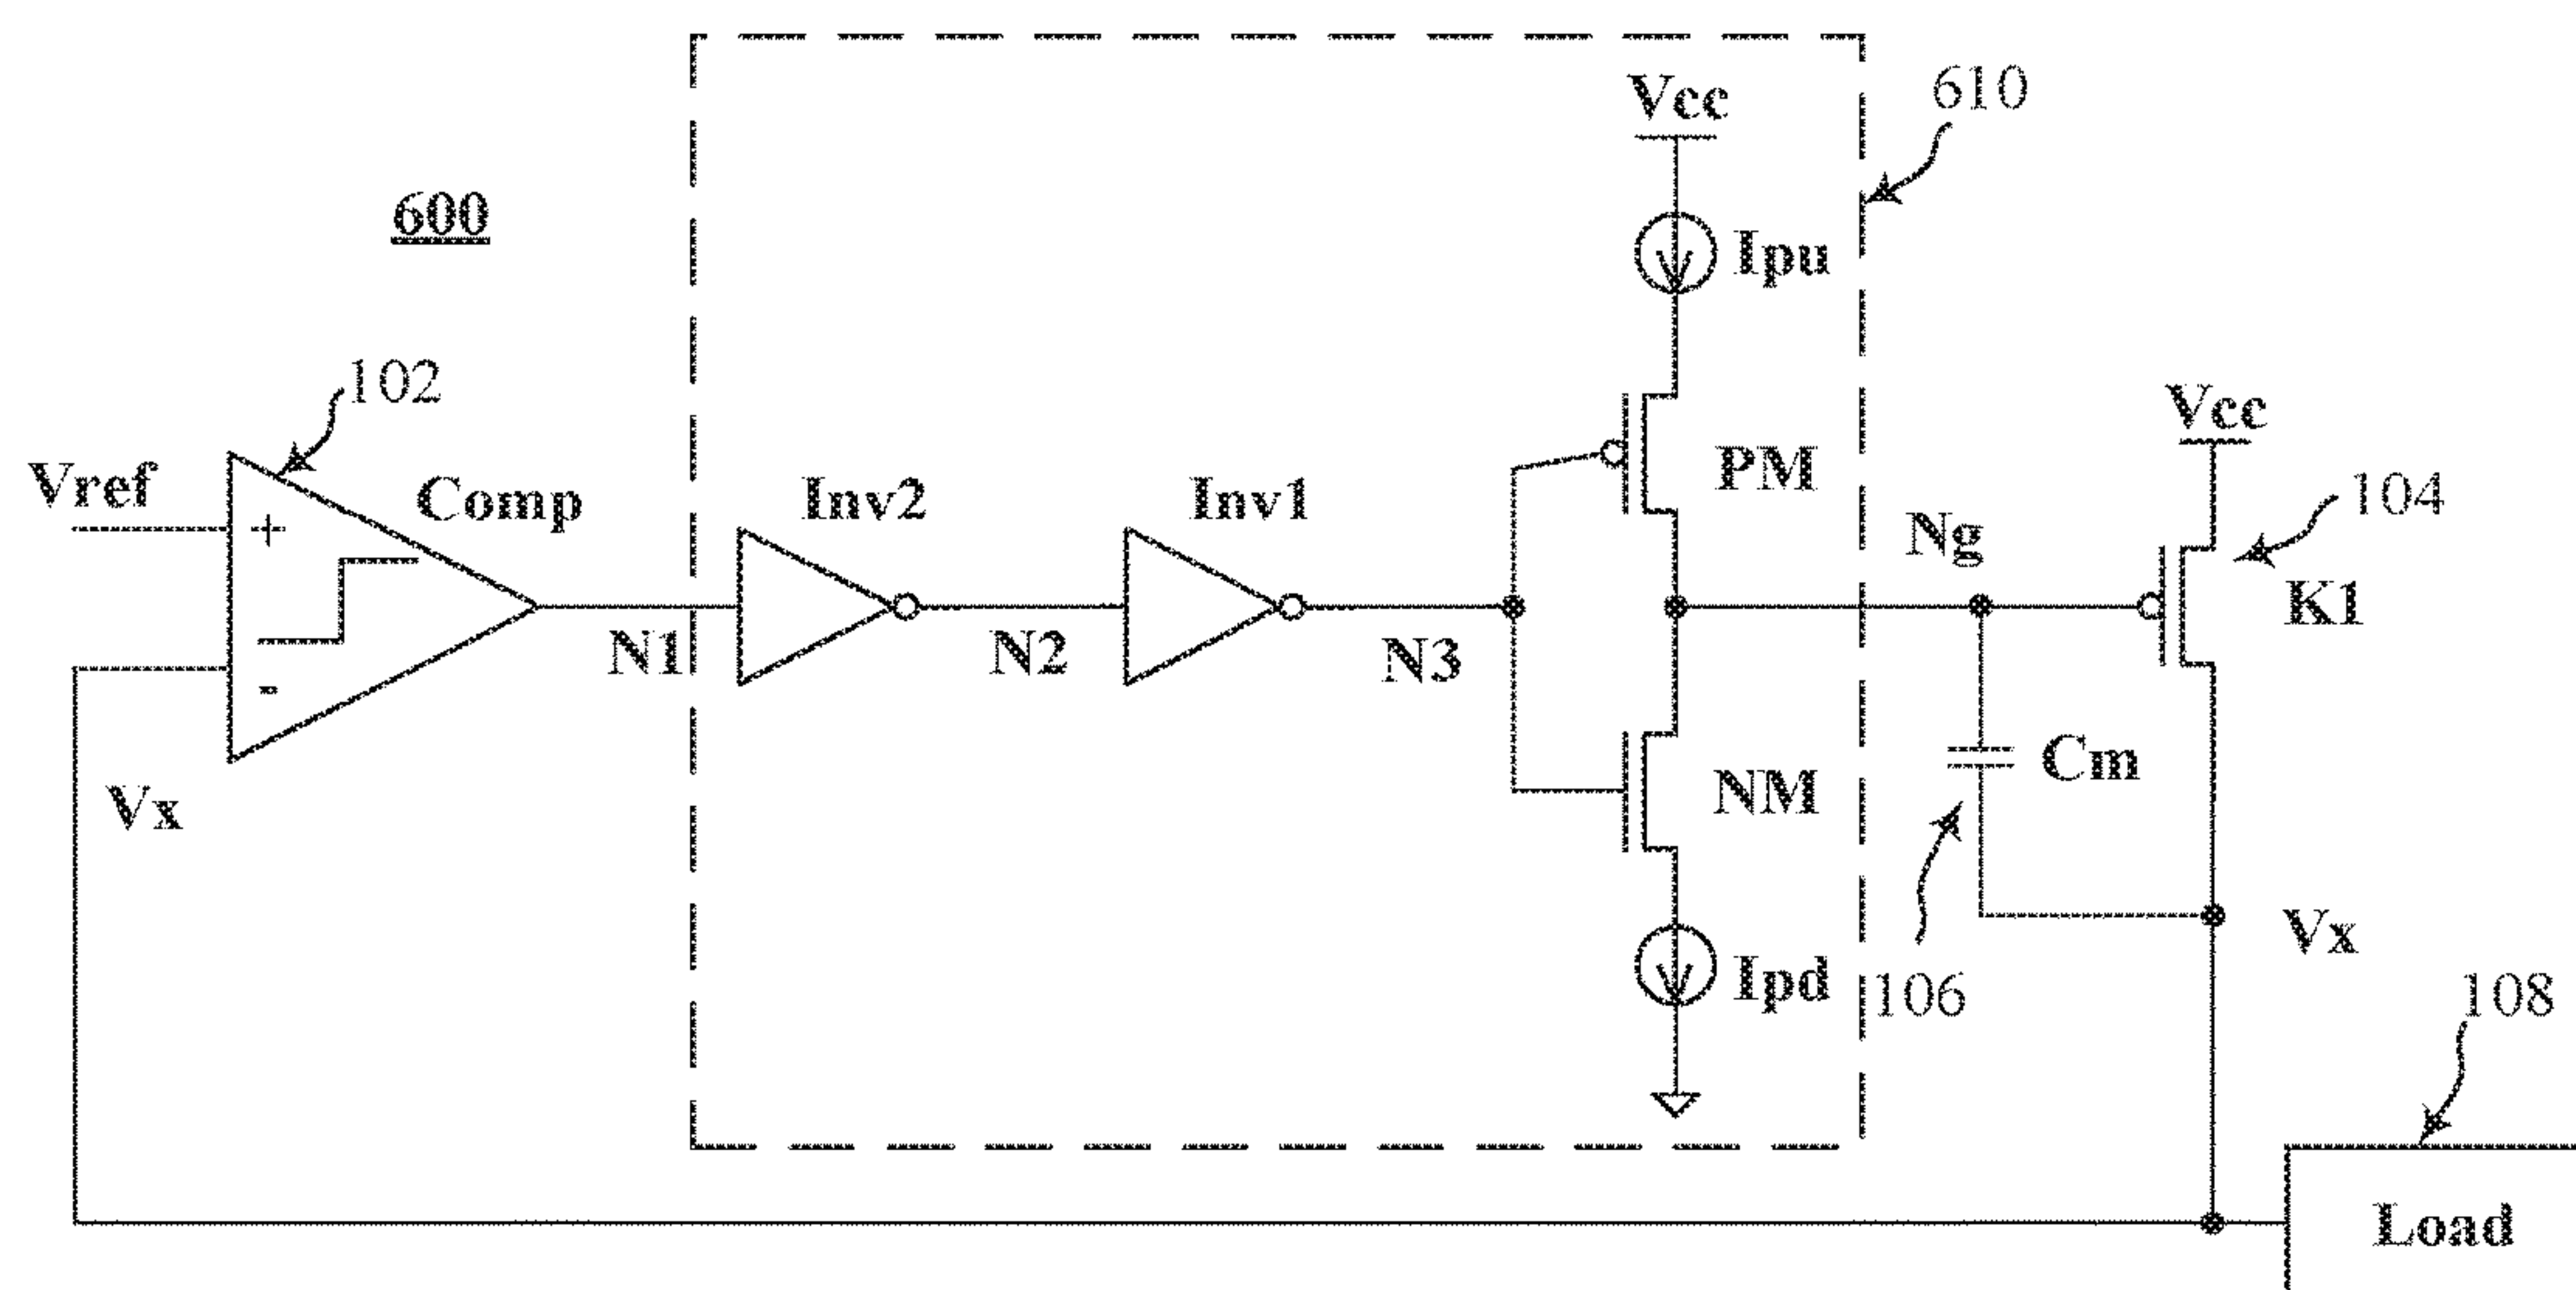 Vcc
610
600
Ipu
102
Vcc
Vref
+
Comp
Inv2
Inv1
PM
104
Ng
K1
N1
N2
N3
-
Vx
NM
Cm
Ipd
106
Vx
108
Load